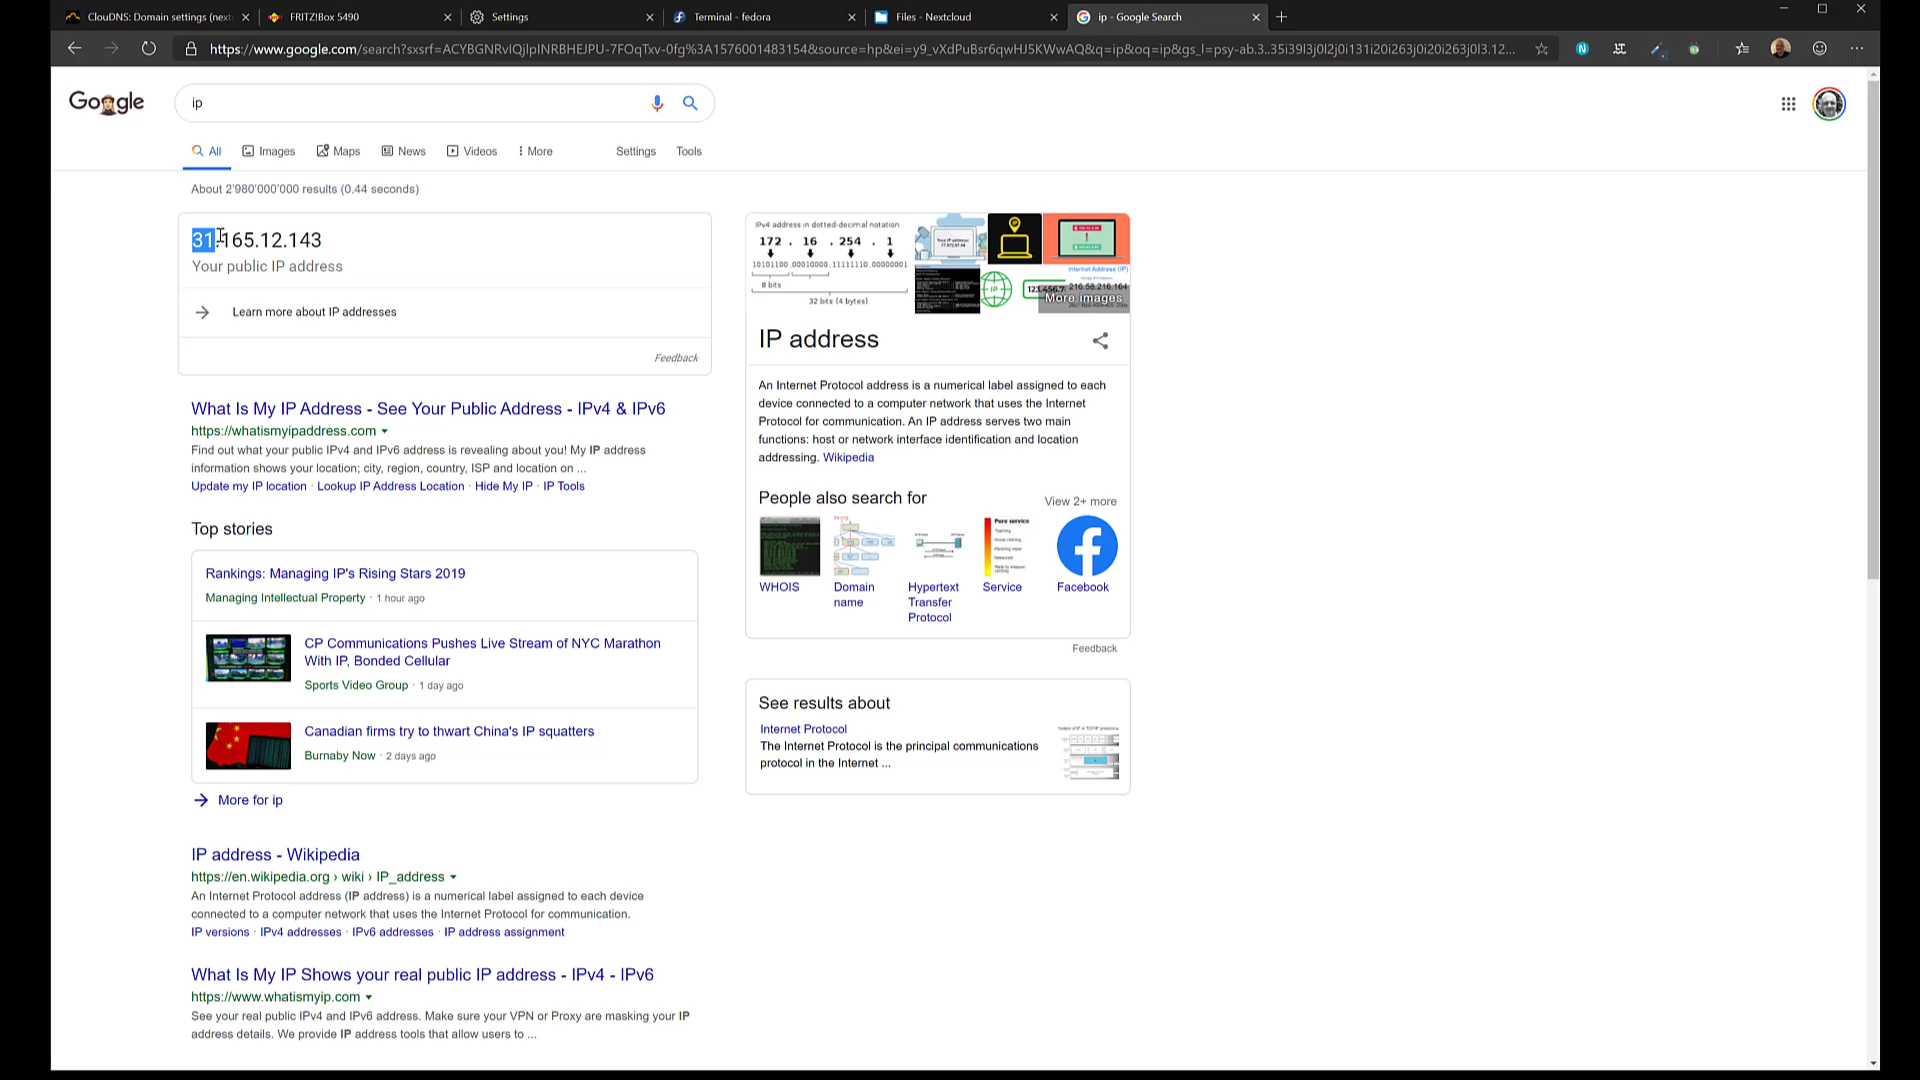 ClouDNS: Domain settings (next
FRITZ!Box 5490
Settings
Terminal - fedora
Files - Nextcloud
ip - Google Search
https://www.google.com/search?sxsrf=ACYBGNRvlQjlplNRBHEJPU-7FOqTxv-0fg%3A1576001483154&source=hp&ei=y9_vXdPuBsr6qwHJ5KWwAQ&q=ip&oq=ip&gs_l=psy-ab.3..35i39l3j0l2j0i131i20i263j0i20i263j0l3.12...
Google
ip
All
Images
Maps
News
Videos
More
Settings
Tools
About 2'980'000'000 results (0.44 seconds)
31.165.12.143
Your public IP address
Learn more about IP addresses
Feedback
What Is My IP Address - See Your Public Address - IPv4 & IPv6
https://whatismyipaddress.com
Find out what your public IPv4 and IPv6 address is revealing about you! My IP address
information shows your location; city, region, country, ISP and location on ...
Update my IP location · Lookup IP Address Location · Hide My IP · IP Tools
Top stories
Rankings: Managing IP's Rising Stars 2019
Managing Intellectual Property · 1 hour ago
CP Communications Pushes Live Stream of NYC Marathon
With IP, Bonded Cellular
Sports Video Group · 1 day ago
Canadian firms try to thwart China's IP squatters
Burnaby Now · 2 days ago
More for ip
IP address - Wikipedia
https://en.wikipedia.org › wiki › IP_address
An Internet Protocol address (IP address) is a numerical label assigned to each device
connected to a computer network that uses the Internet Protocol for communication.
IP versions · IPv4 addresses · IPv6 addresses · IP address assignment
What Is My IP Shows your real public IP address - IPv4 - IPv6
https://www.whatismyip.com
See your real public IPv4 and IPv6 address. Make sure your VPN or Proxy are masking your IP
address details. We provide IP address tools that allow users to ...
IPv4 address in dotted-decimal notation
172 . 16 . 254 . 1
10101100 .00010000 .11111110 .00000001
8 bits
32 bits (4 bytes)
Your IP address:
IP
Internet Address (IP)
123.456.7.
216.58.216.164
More images
IP address
An Internet Protocol address is a numerical label assigned to each
device connected to a computer network that uses the Internet
Protocol for communication. An IP address serves two main
functions: host or network interface identification and location
addressing. Wikipedia
People also search for
View 2+ more
Pure service
WHOIS
Domain
name
Hypertext
Transfer
Protocol
Service
Facebook
Feedback
See results about
Internet Protocol
The Internet Protocol is the principal communications
protocol in the Internet ...